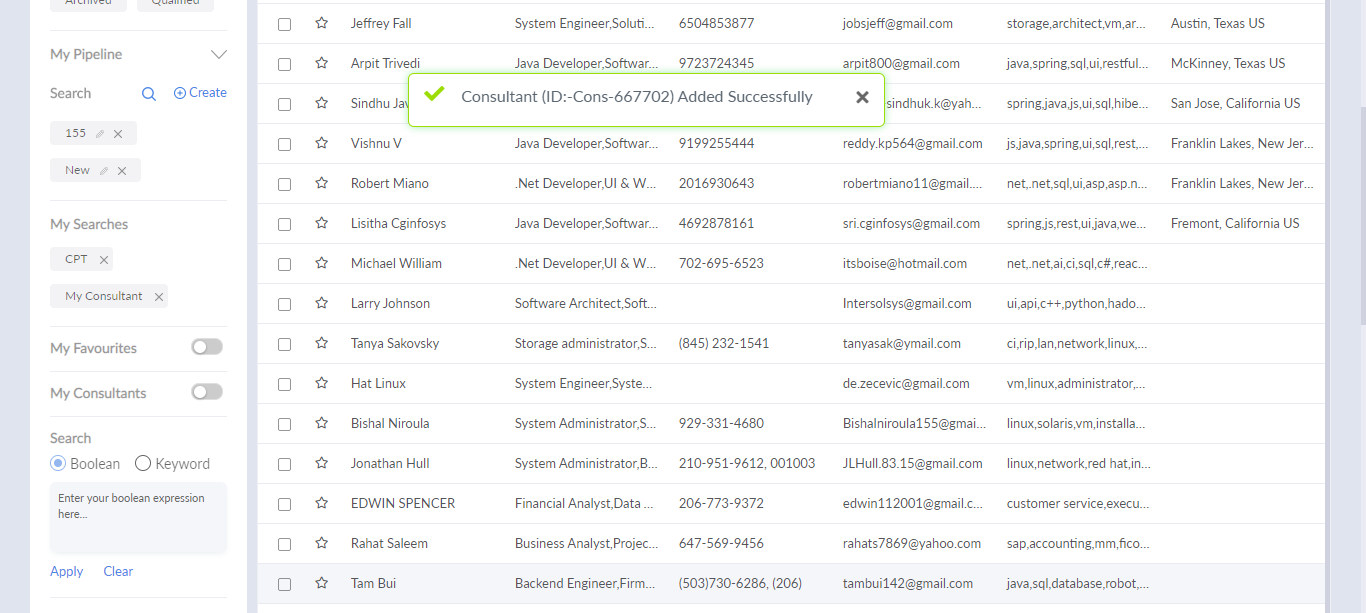 Archived Qualified
My Pipeline
Search Create
155
New
My Searches
CPT
My Consultant
My Favourites
My Consultants
Search
Boolean Keyword
Enter your boolean expression
here...
Apply Clear
Consultant (ID:-Cons-667702) Added Successfully
Jeffrey Fall System Engineer,Soluti... 6504853877 jobsjeff@gmail.com storage,architect,vm,ar... Austin, Texas US
Arpit Trivedi Java Developer,Softwar... 9723724345 arpit800@gmail.com java,spring,sql,ui,restful... McKinney, Texas US
Sindhu Jav sindhuk.k@yah... spring,java,js,ui,sql,hibe... San Jose, California US
Vishnu V Java Developer,Softwar... 9199255444 reddy.kp564@gmail.com js,java,spring,ui,sql,rest,... Franklin Lakes, New Jer...
Robert Miano .Net Developer,UI & W... 2016930643 robertmiano11@gmail.... net,.net,sql,ui,asp,asp.n... Franklin Lakes, New Jer...
Lisitha Cginfosys Java Developer,Softwar... 4692878161 sri.cginfosys@gmail.com spring,js,rest,ui,java,we... Fremont, California US
Michael William .Net Developer,UI & W... 702-695-6523 itsboise@hotmail.com net,.net,ai,ci,sql,c#,reac...
Larry Johnson Software Architect,Soft... Intersolsys@gmail.com ui,api,c++,python,hado...
Tanya Sakovsky Storage administrator,S... (845) 232-1541 tanyasak@ymail.com ci,rip,lan,network,linux,...
Hat Linux System Engineer,Syste... de.zecevic@gmail.com vm,linux,administrator,...
Bishal Niroula System Administrator,S... 929-331-4680 Bishalniroula155@gmai... linux,solaris,vm,installa...
Jonathan Hull System Administrator,B... 210-951-9612, 001003 JLHull.83.15@gmail.com linux,network,red hat,in...
EDWIN SPENCER Financial Analyst,Data ... 206-773-9372 edwin112001@gmail.c... customer service,execu...
Rahat Saleem Business Analyst,Projec... 647-569-9456 rahats7869@yahoo.com sap,accounting,mm,fico...
Tam Bui Backend Engineer,Firm... (503)730-6286, (206) tambui142@gmail.com java,sql,database,robot,...